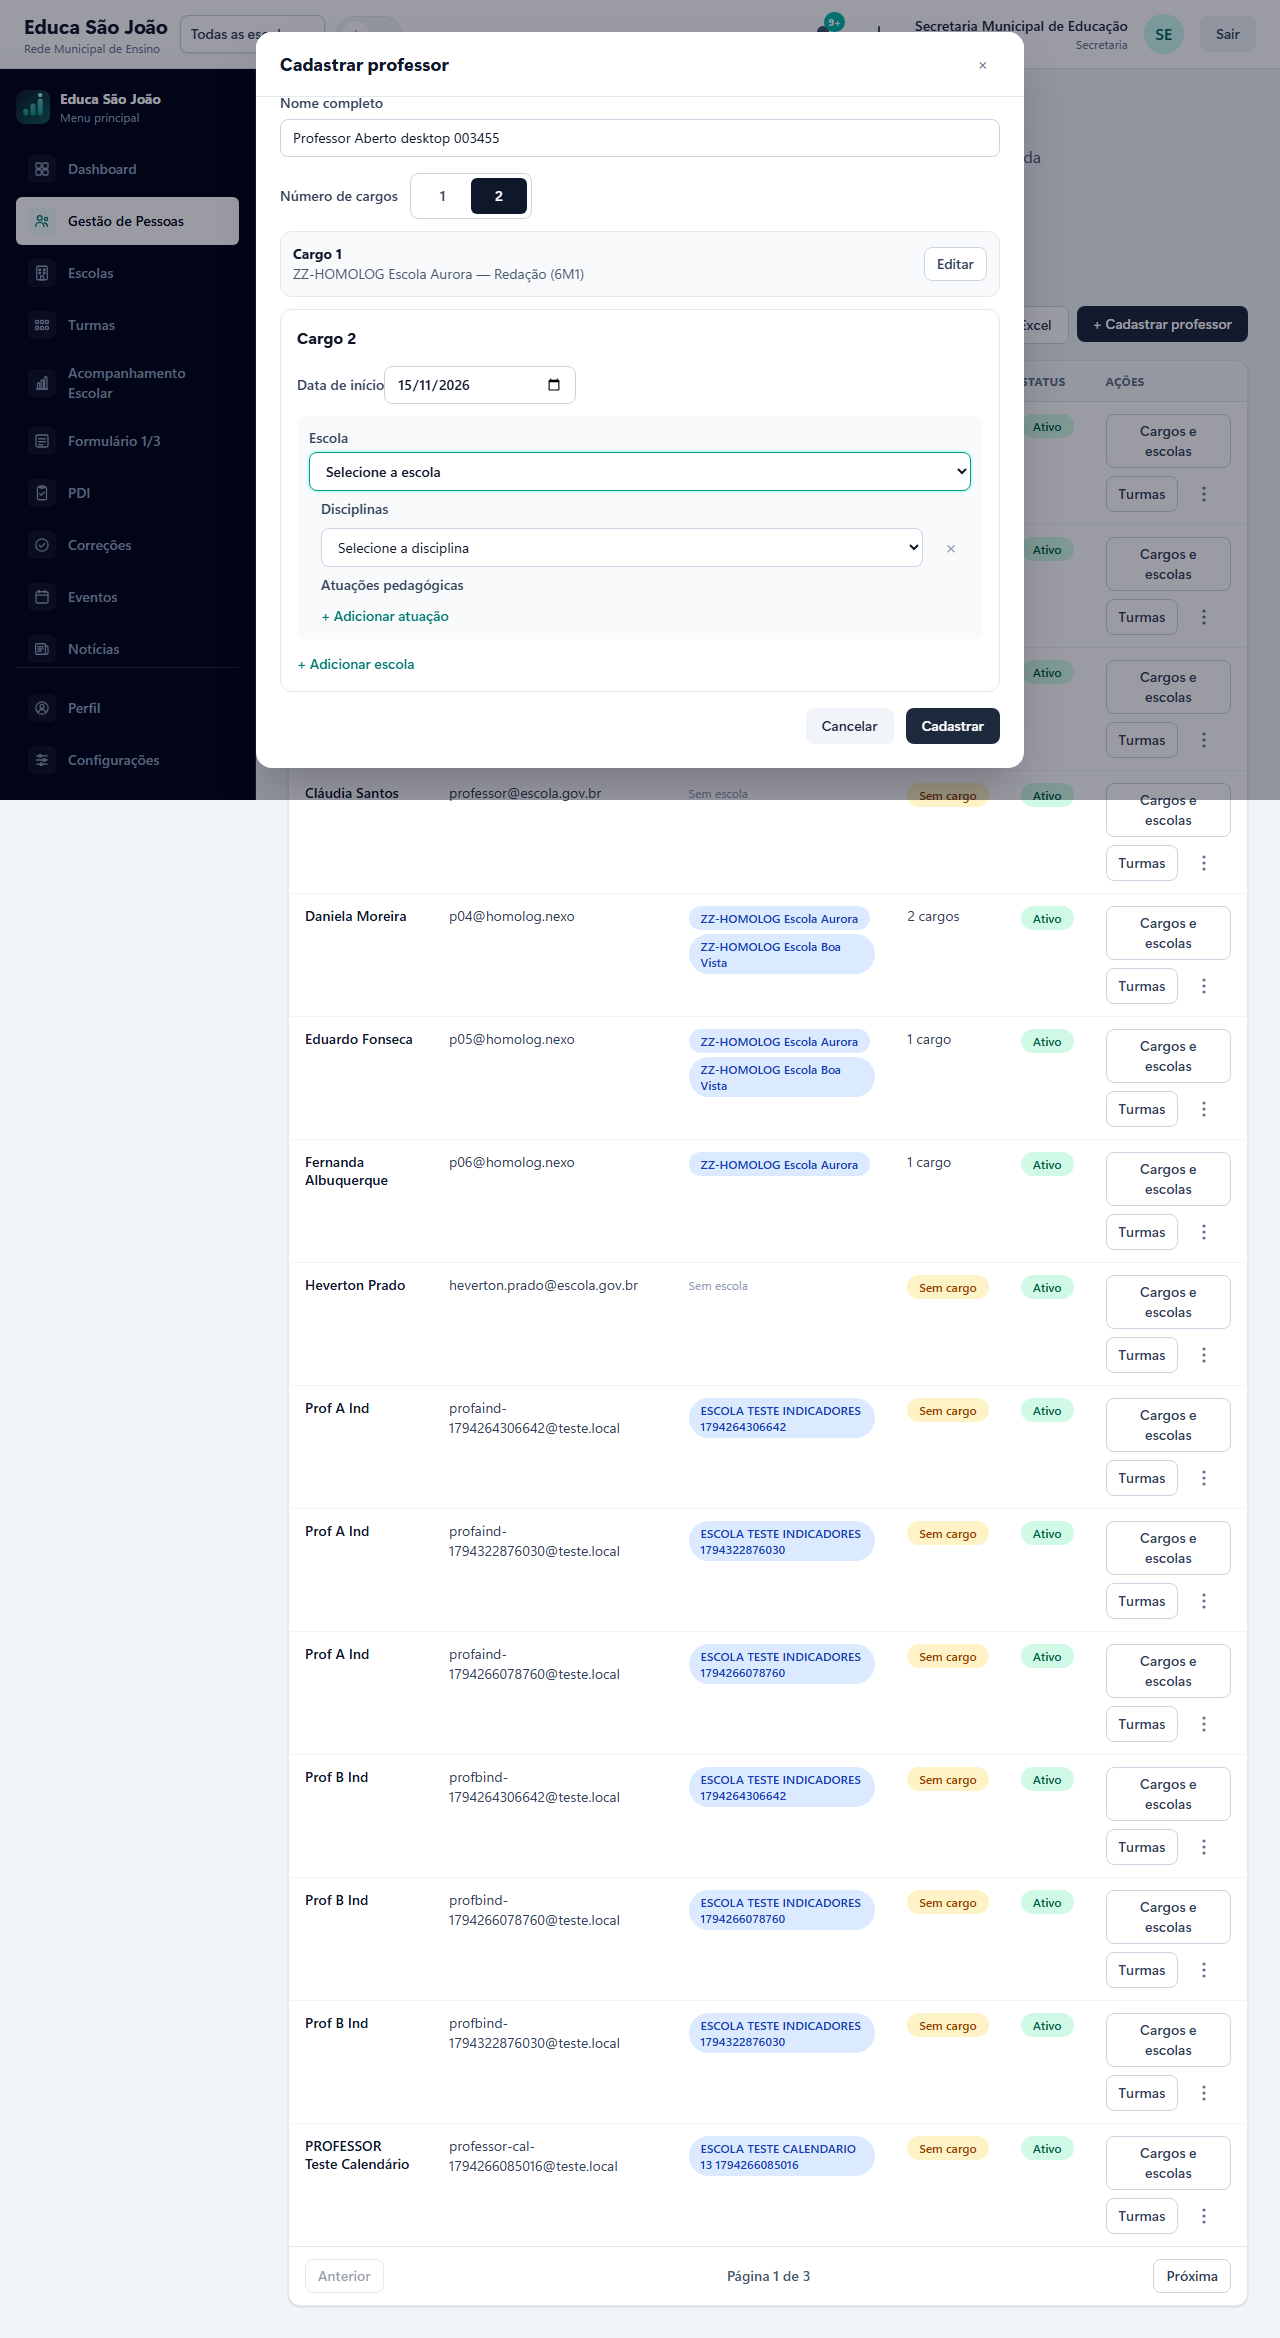 Educa São João
Rede Municipal de Ensino
Todas as
9+
Secretaria Municipal de Educação
Secretaria
SE
Sair
Educa São João
Menu principal
Dashboard
Gestão de Pessoas
Escolas
Turmas
Acompanhamento
Escolar
Formulário 1/3
PDI
Correções
Eventos
Notícias
Perfil
Configurações
Cadastrar professor
×
Nome completo
Professor Aberto desktop 003455
Número de cargos
1
2
Cargo 1
ZZ-HOMOLOG Escola Aurora — Redação (6M1)
Editar
Cargo 2
Data de início
15/11/2026
Escola
Selecione a escola
Disciplinas
Selecione a disciplina
×
Atuações pedagógicas
+ Adicionar atuação
+ Adicionar escola
Cancelar
Cadastrar
da
Excel
+ Cadastrar professor
STATUS AÇÕES
Ativo
Cargos e
escolas
Turmas
Ativo
Cargos e
escolas
Turmas
Ativo
Cargos e
escolas
Turmas
Cláudia Santos professor@escola.gov.br Sem escola Sem cargo Ativo
Cargos e
escolas
Turmas
Daniela Moreira p04@homolog.nexo
ZZ-HOMOLOG Escola Aurora
ZZ-HOMOLOG Escola Boa
Vista
2 cargos Ativo
Cargos e
escolas
Turmas
Eduardo Fonseca p05@homolog.nexo
ZZ-HOMOLOG Escola Aurora
ZZ-HOMOLOG Escola Boa
Vista
1 cargo Ativo
Cargos e
escolas
Turmas
Fernanda
Albuquerque
p06@homolog.nexo
ZZ-HOMOLOG Escola Aurora
1 cargo Ativo
Cargos e
escolas
Turmas
Heverton Prado heverton.prado@escola.gov.br Sem escola Sem cargo Ativo
Cargos e
escolas
Turmas
Prof A Ind
profaind-
1794264306642@teste.local
ESCOLA TESTE INDICADORES
1794264306642
Sem cargo Ativo
Cargos e
escolas
Turmas
Prof A Ind
profaind-
1794322876030@teste.local
ESCOLA TESTE INDICADORES
1794322876030
Sem cargo Ativo
Cargos e
escolas
Turmas
Prof A Ind
profaind-
1794266078760@teste.local
ESCOLA TESTE INDICADORES
1794266078760
Sem cargo Ativo
Cargos e
escolas
Turmas
Prof B Ind
profbind-
1794264306642@teste.local
ESCOLA TESTE INDICADORES
1794264306642
Sem cargo Ativo
Cargos e
escolas
Turmas
Prof B Ind
profbind-
1794266078760@teste.local
ESCOLA TESTE INDICADORES
1794266078760
Sem cargo Ativo
Cargos e
escolas
Turmas
Prof B Ind
profbind-
1794322876030@teste.local
ESCOLA TESTE INDICADORES
1794322876030
Sem cargo Ativo
Cargos e
escolas
Turmas
PROFESSOR
Teste Calendário
professor-cal-
1794266085016@teste.local
ESCOLA TESTE CALENDARIO
13 1794266085016
Sem cargo Ativo
Cargos e
escolas
Turmas
Anterior
Página 1 de 3
Próxima